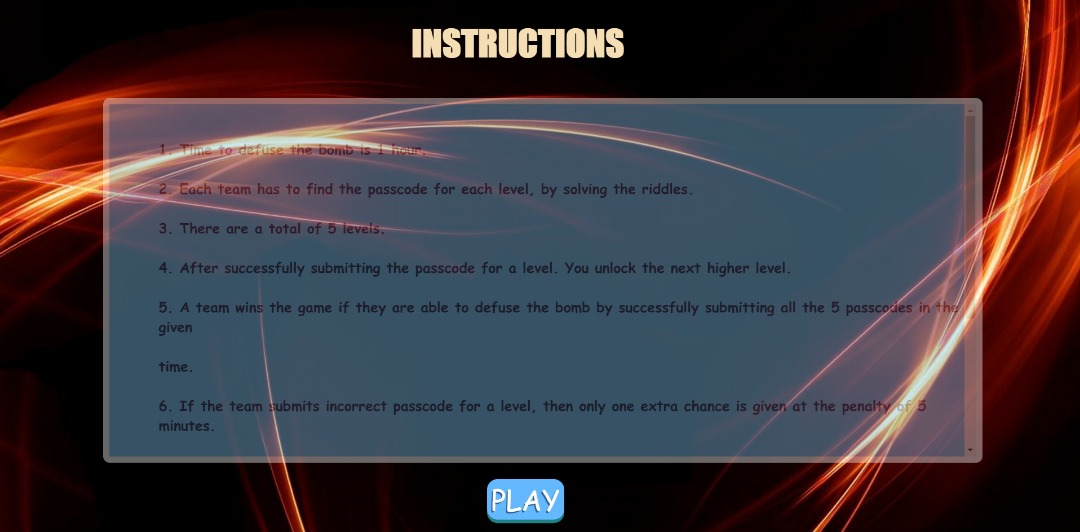 INSTRUCTIONS
1. Time to defuse the bomb is 1 hour.
2. Each team has to find the passcode for each level, by solving the riddles.
3. There are a total of 5 levels.
4. After successfully submitting the passcode for a level. You unlock the next higher level.
5. A team wins the game if they are able to defuse the bomb by successfully submitting all the 5 passcodes in the
given
time.
6. If the team submits incorrect passcode for a level, then only one extra chance is given at the penalty of 5
minutes.
PLAY